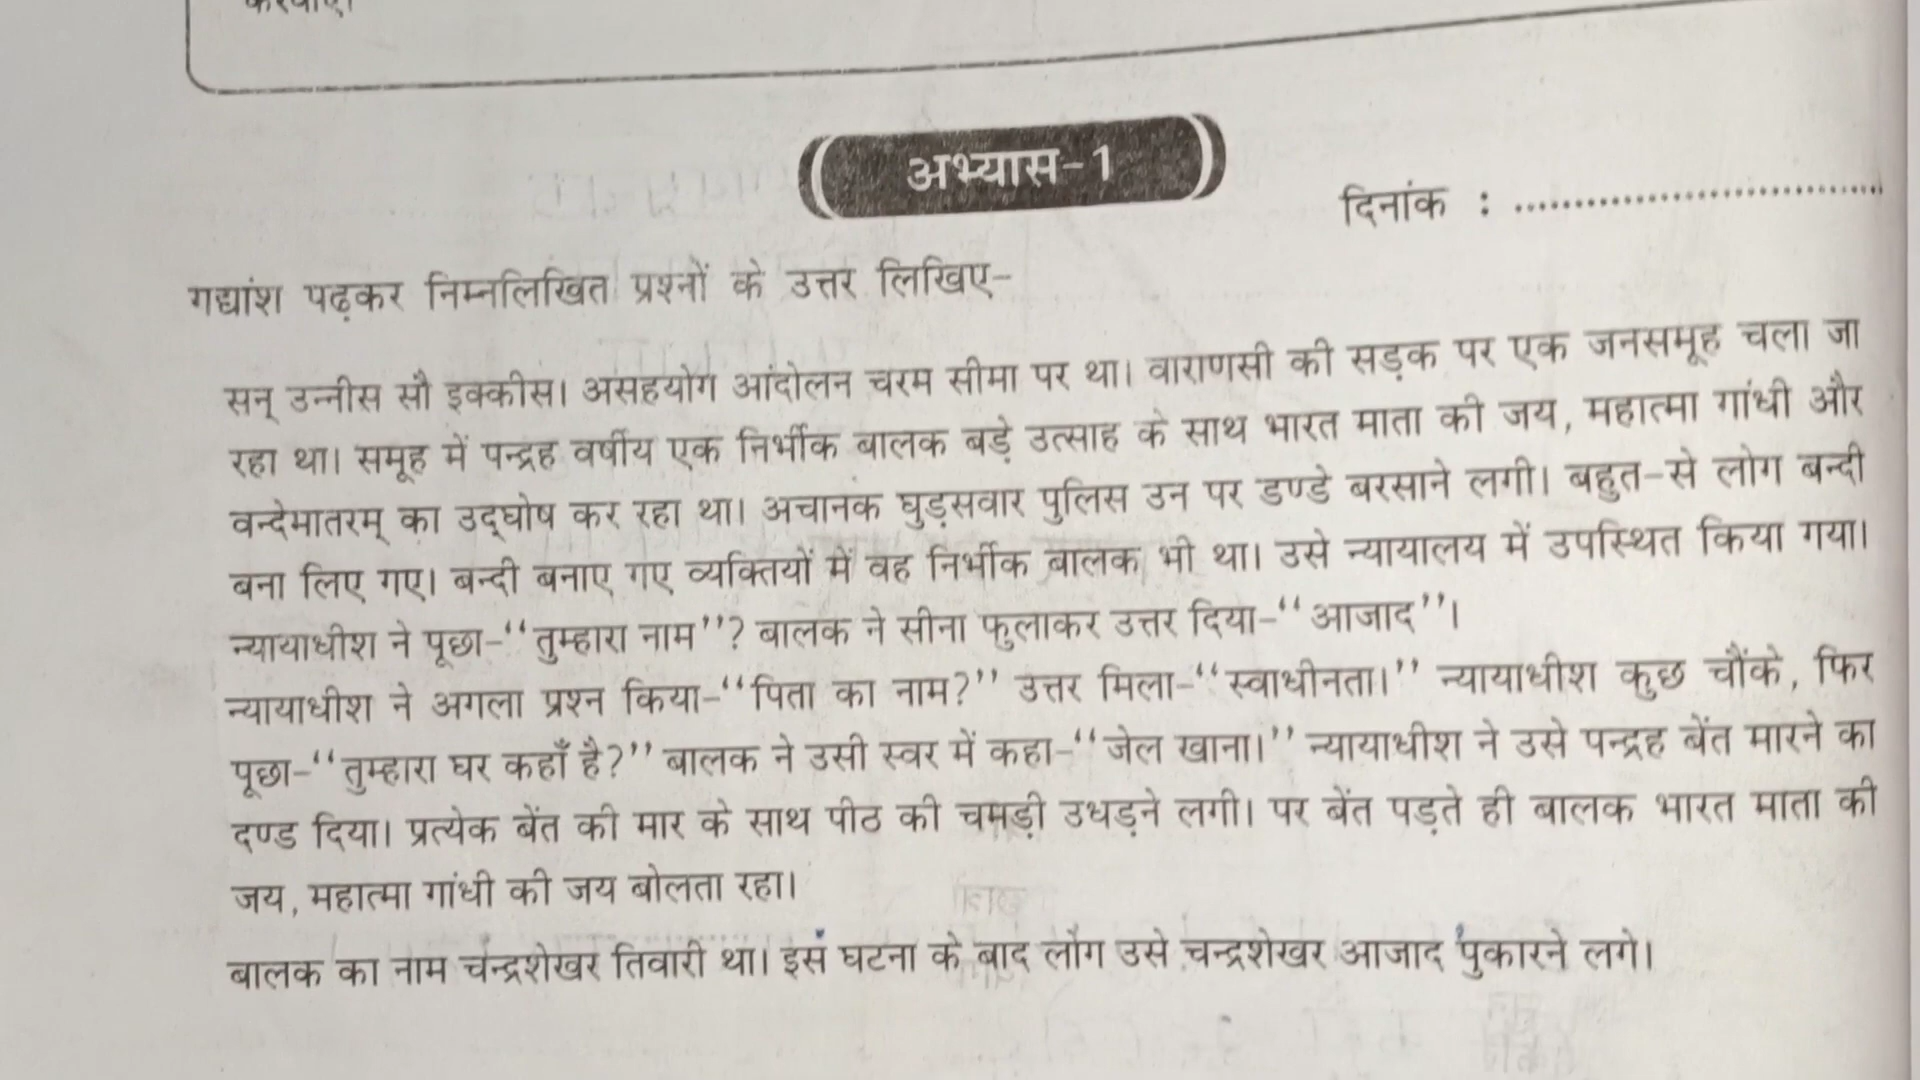 अभ्यास-1
दिनांक : ..............................
गद्यांश पढ़कर निम्नलिखित प्रश्नों के उत्तर लिखिए-
सन् उन्नीस सौ इक्कीस। असहयोग आंदोलन चरम सीमा पर था। वाराणसी की सड़क पर एक जनसमूह चला जा
रहा था। समूह में पन्द्रह वर्षीय एक निर्भीक बालक बड़े उत्साह के साथ भारत माता की जय, महात्मा गांधी और
वन्देमातरम् का उद्‌घोष कर रहा था। अचानक घुड़सवार पुलिस उन पर डण्डे बरसाने लगी। बहुत-से लोग बन्दी
बना लिए गए। बन्दी बनाए गए व्यक्तियों में वह निर्भीक बालक भी था। उसे न्यायालय में उपस्थित किया गया।
न्यायाधीश ने पूछा-‘‘तुम्हारा नाम’’? बालक ने सीना फुलाकर उत्तर दिया-‘‘आजाद’’।
न्यायाधीश ने अगला प्रश्न किया-‘‘पिता का नाम?’’ उत्तर मिला-‘‘स्वाधीनता।’’ न्यायाधीश कुछ चौंके, फिर
पूछा-‘‘तुम्हारा घर कहाँ है?’’ बालक ने उसी स्वर में कहा-‘‘जेल खाना।’’ न्यायाधीश ने उसे पन्द्रह बेंत मारने का
दण्ड दिया। प्रत्येक बेंत की मार के साथ पीठ की चमड़ी उधड़ने लगी। पर बेंत पड़ते ही बालक भारत माता की
जय, महात्मा गांधी की जय बोलता रहा।
बालक का नाम चन्द्रशेखर तिवारी था। इस घटना के बाद लोग उसे चन्द्रशेखर आजाद पुकारने लगे।